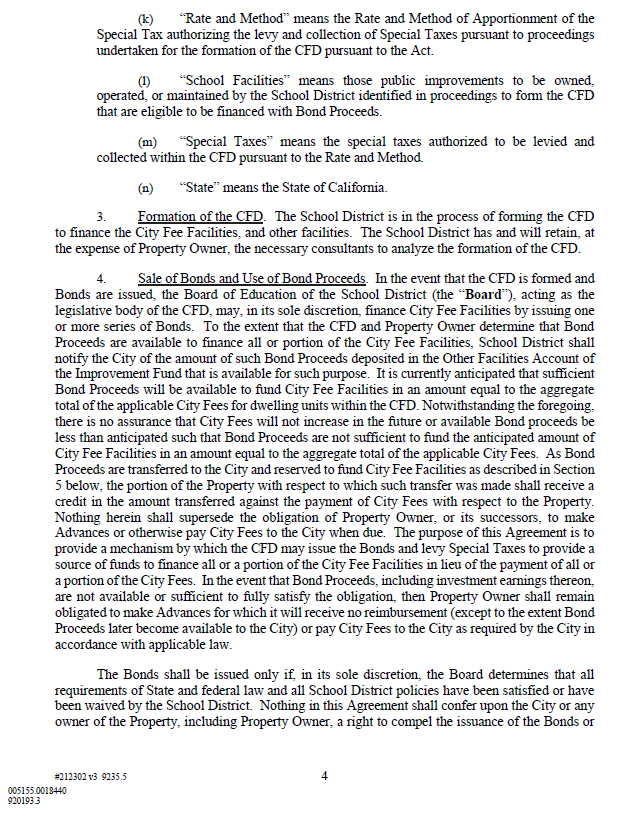 (k) “Rate and Method” means the Rate and Method of Apportionment of the
Special Tax authorizing the levy and collection of Special Taxes pursuant to proceedings
undertaken for the formation of the CFD pursuant to the Act.
(l) “School Facilities” means those public improvements to be owned,
operated, or maintained by the School District identified in proceedings to form the CFD
that are eligible to be financed with Bond Proceeds.
(m) “Special Taxes” means the special taxes authorized to be levied and
collected within the CFD pursuant to the Rate and Method.
(n) “State” means the State of California.
3. Formation of the CFD. The School District is in the process of forming the CFD
to finance the City Fee Facilities, and other facilities. The School District has and will retain, at
the expense of Property Owner, the necessary consultants to analyze the formation of the CFD.
4. Sale of Bonds and Use of Bond Proceeds. In the event that the CFD is formed and
Bonds are issued, the Board of Education of the School District (the “Board”), acting as the
legislative body of the CFD, may, in its sole discretion, finance City Fee Facilities by issuing one
or more series of Bonds. To the extent that the CFD and Property Owner determine that Bond
Proceeds are available to finance all or portion of the City Fee Facilities, School District shall
notify the City of the amount of such Bond Proceeds deposited in the Other Facilities Account of
the Improvement Fund that is available for such purpose. It is currently anticipated that sufficient
Bond Proceeds will be available to fund City Fee Facilities in an amount equal to the aggregate
total of the applicable City Fees for dwelling units within the CFD. Notwithstanding the foregoing,
there is no assurance that City Fees will not increase in the future or available Bond proceeds be
less than anticipated such that Bond Proceeds are not sufficient to fund the anticipated amount of
City Fee Facilities in an amount equal to the aggregate total of the applicable City Fees. As Bond
Proceeds are transferred to the City and reserved to fund City Fee Facilities as described in Section
5 below, the portion of the Property with respect to which such transfer was made shall receive a
credit in the amount transferred against the payment of City Fees with respect to the Property.
Nothing herein shall supersede the obligation of Property Owner, or its successors, to make
Advances or otherwise pay City Fees to the City when due. The purpose of this Agreement is to
provide a mechanism by which the CFD may issue the Bonds and levy Special Taxes to provide a
source of funds to finance all or a portion of the City Fee Facilities in lieu of the payment of all or
a portion of the City Fees. In the event that Bond Proceeds, including investment earnings thereon,
are not available or sufficient to fully satisfy the obligation, then Property Owner shall remain
obligated to make Advances for which it will receive no reimbursement (except to the extent Bond
Proceeds later become available to the City) or pay City Fees to the City as required by the City in
accordance with applicable law.
The Bonds shall be issued only if, in its sole discretion, the Board determines that all
requirements of State and federal law and all School District policies have been satisfied or have
been waived by the School District. Nothing in this Agreement shall confer upon the City or any
owner of the Property, including Property Owner, a right to compel the issuance of the Bonds or
#212302 v3 9235.5
4
005155.0018440
920193.3